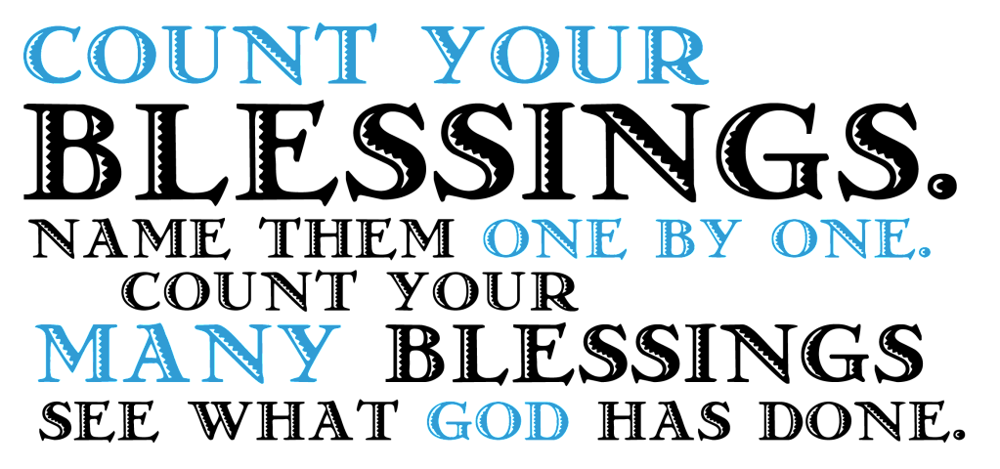 COUNT YOUR
BLESSINGS.
NAME THEM ONE BY ONE.
COUNT YOUR
MANY BLESSINGS
SEE WHAT GOD HAS DONE.